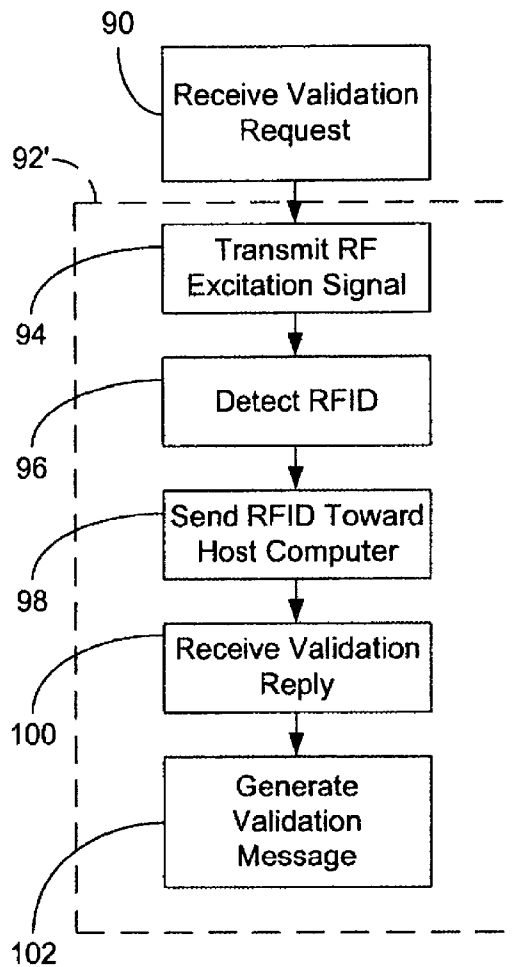 90
Receive Validation
Request
92'
Transmit RF
Excitation Signal
94
Detect RFID
96
Send RFID Toward
Host Computer
98
Receive Validation
Reply
100
Generate
Validation
Message
102